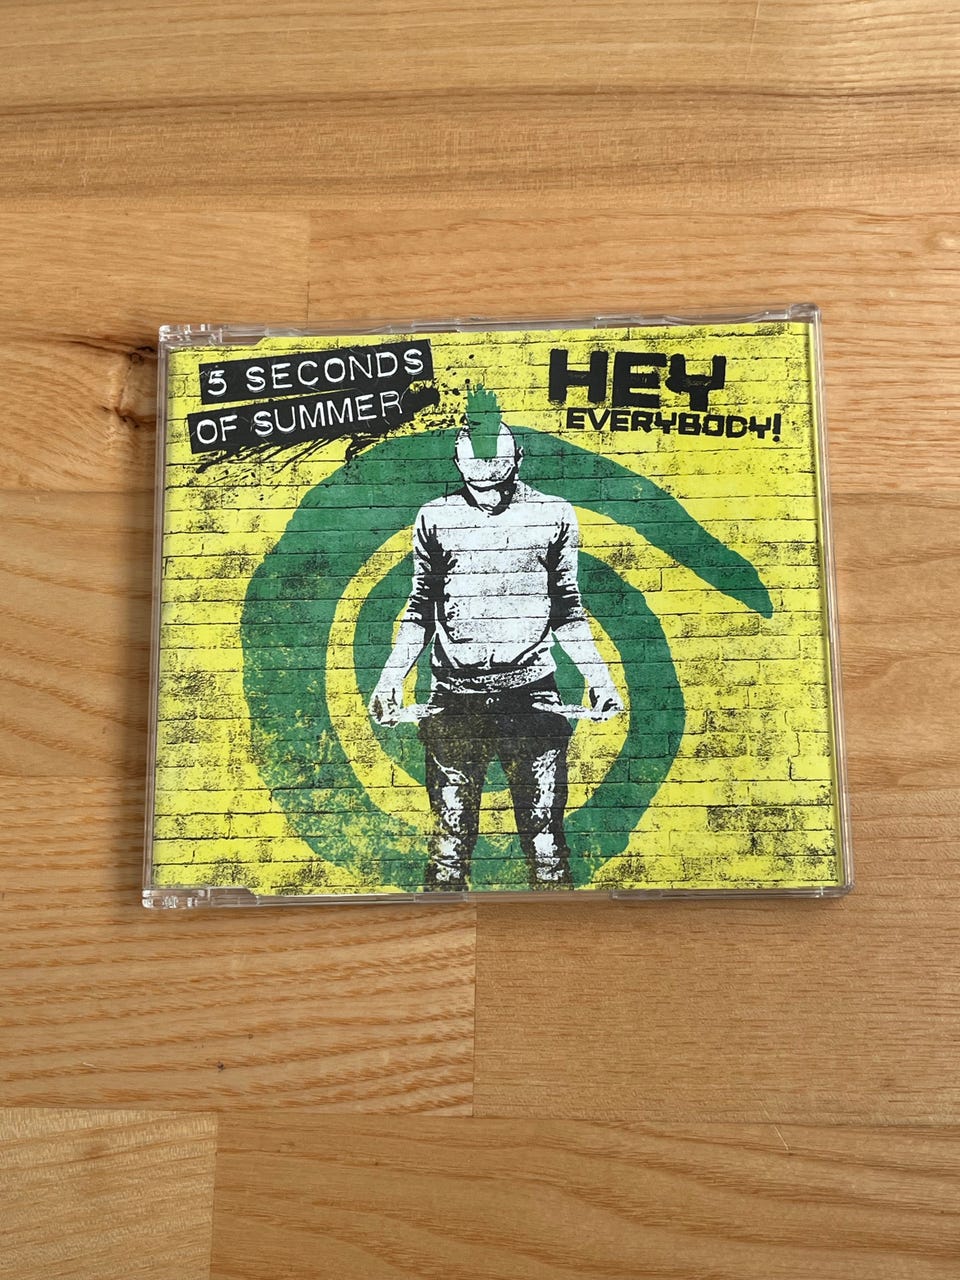 5 SECONDS
OF SUMMER
HEY
EVERYBODY!